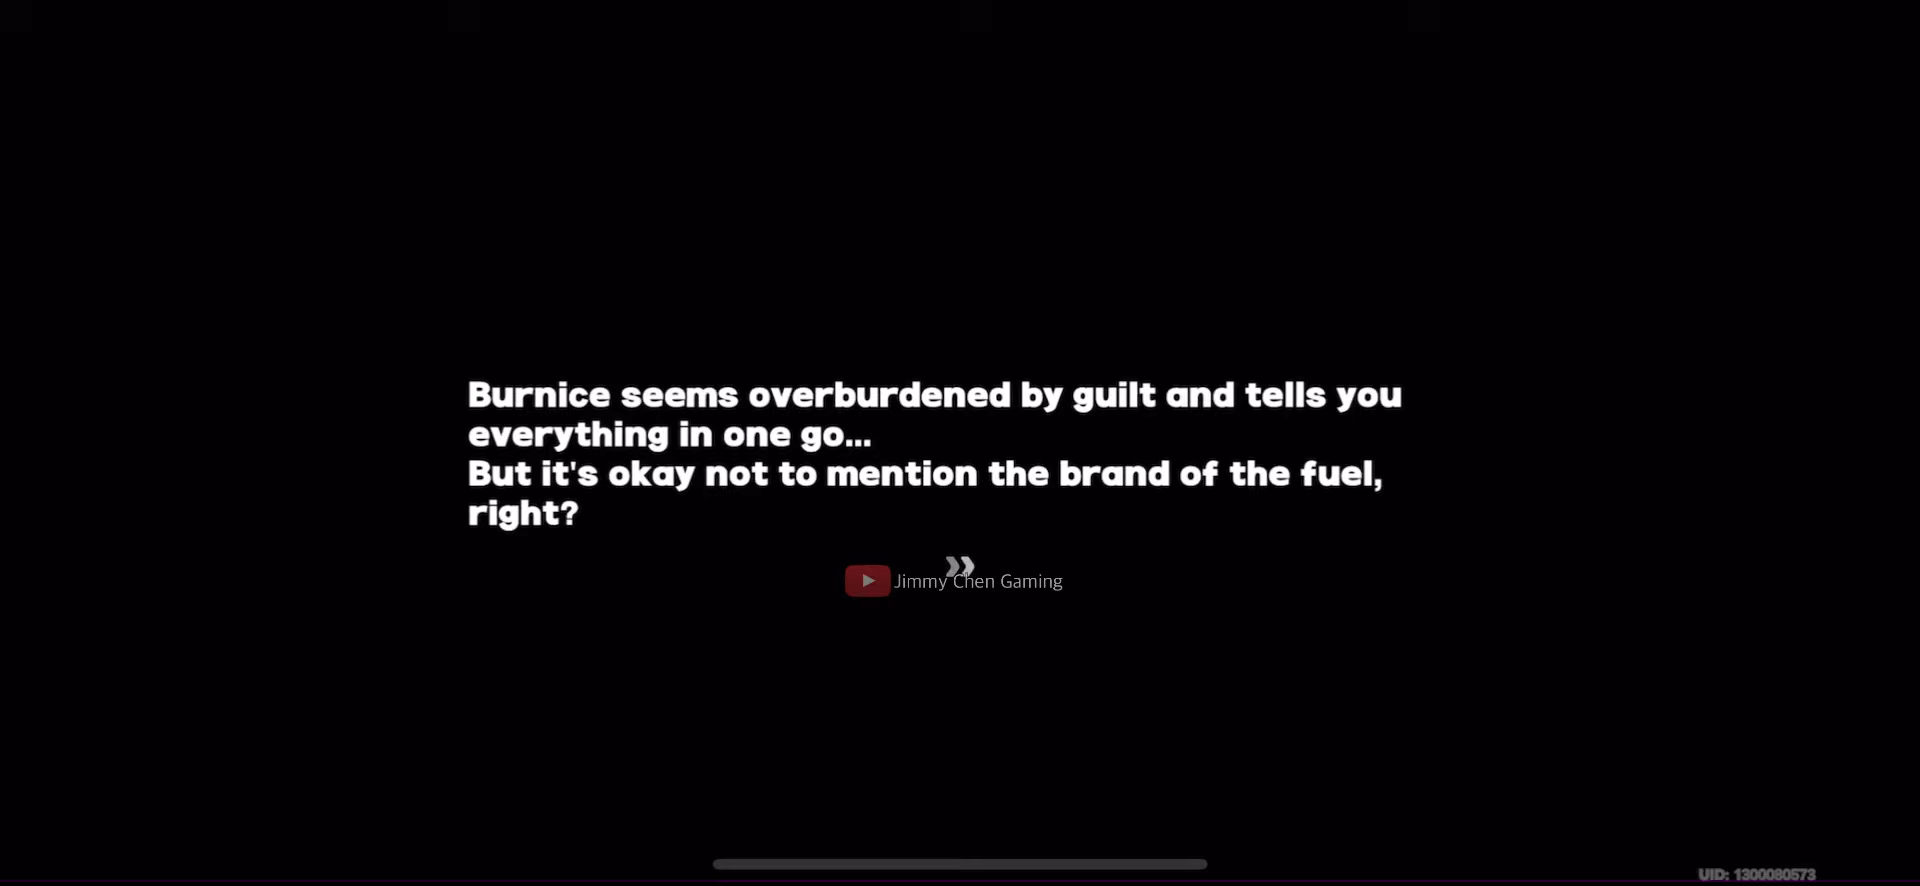 Burnice seems overburdened by guilt and tells you
everything in one go...
But it's okay not to mention the brand of the fuel,
right?
Jimmy Chen Gaming
UID: 1300080573